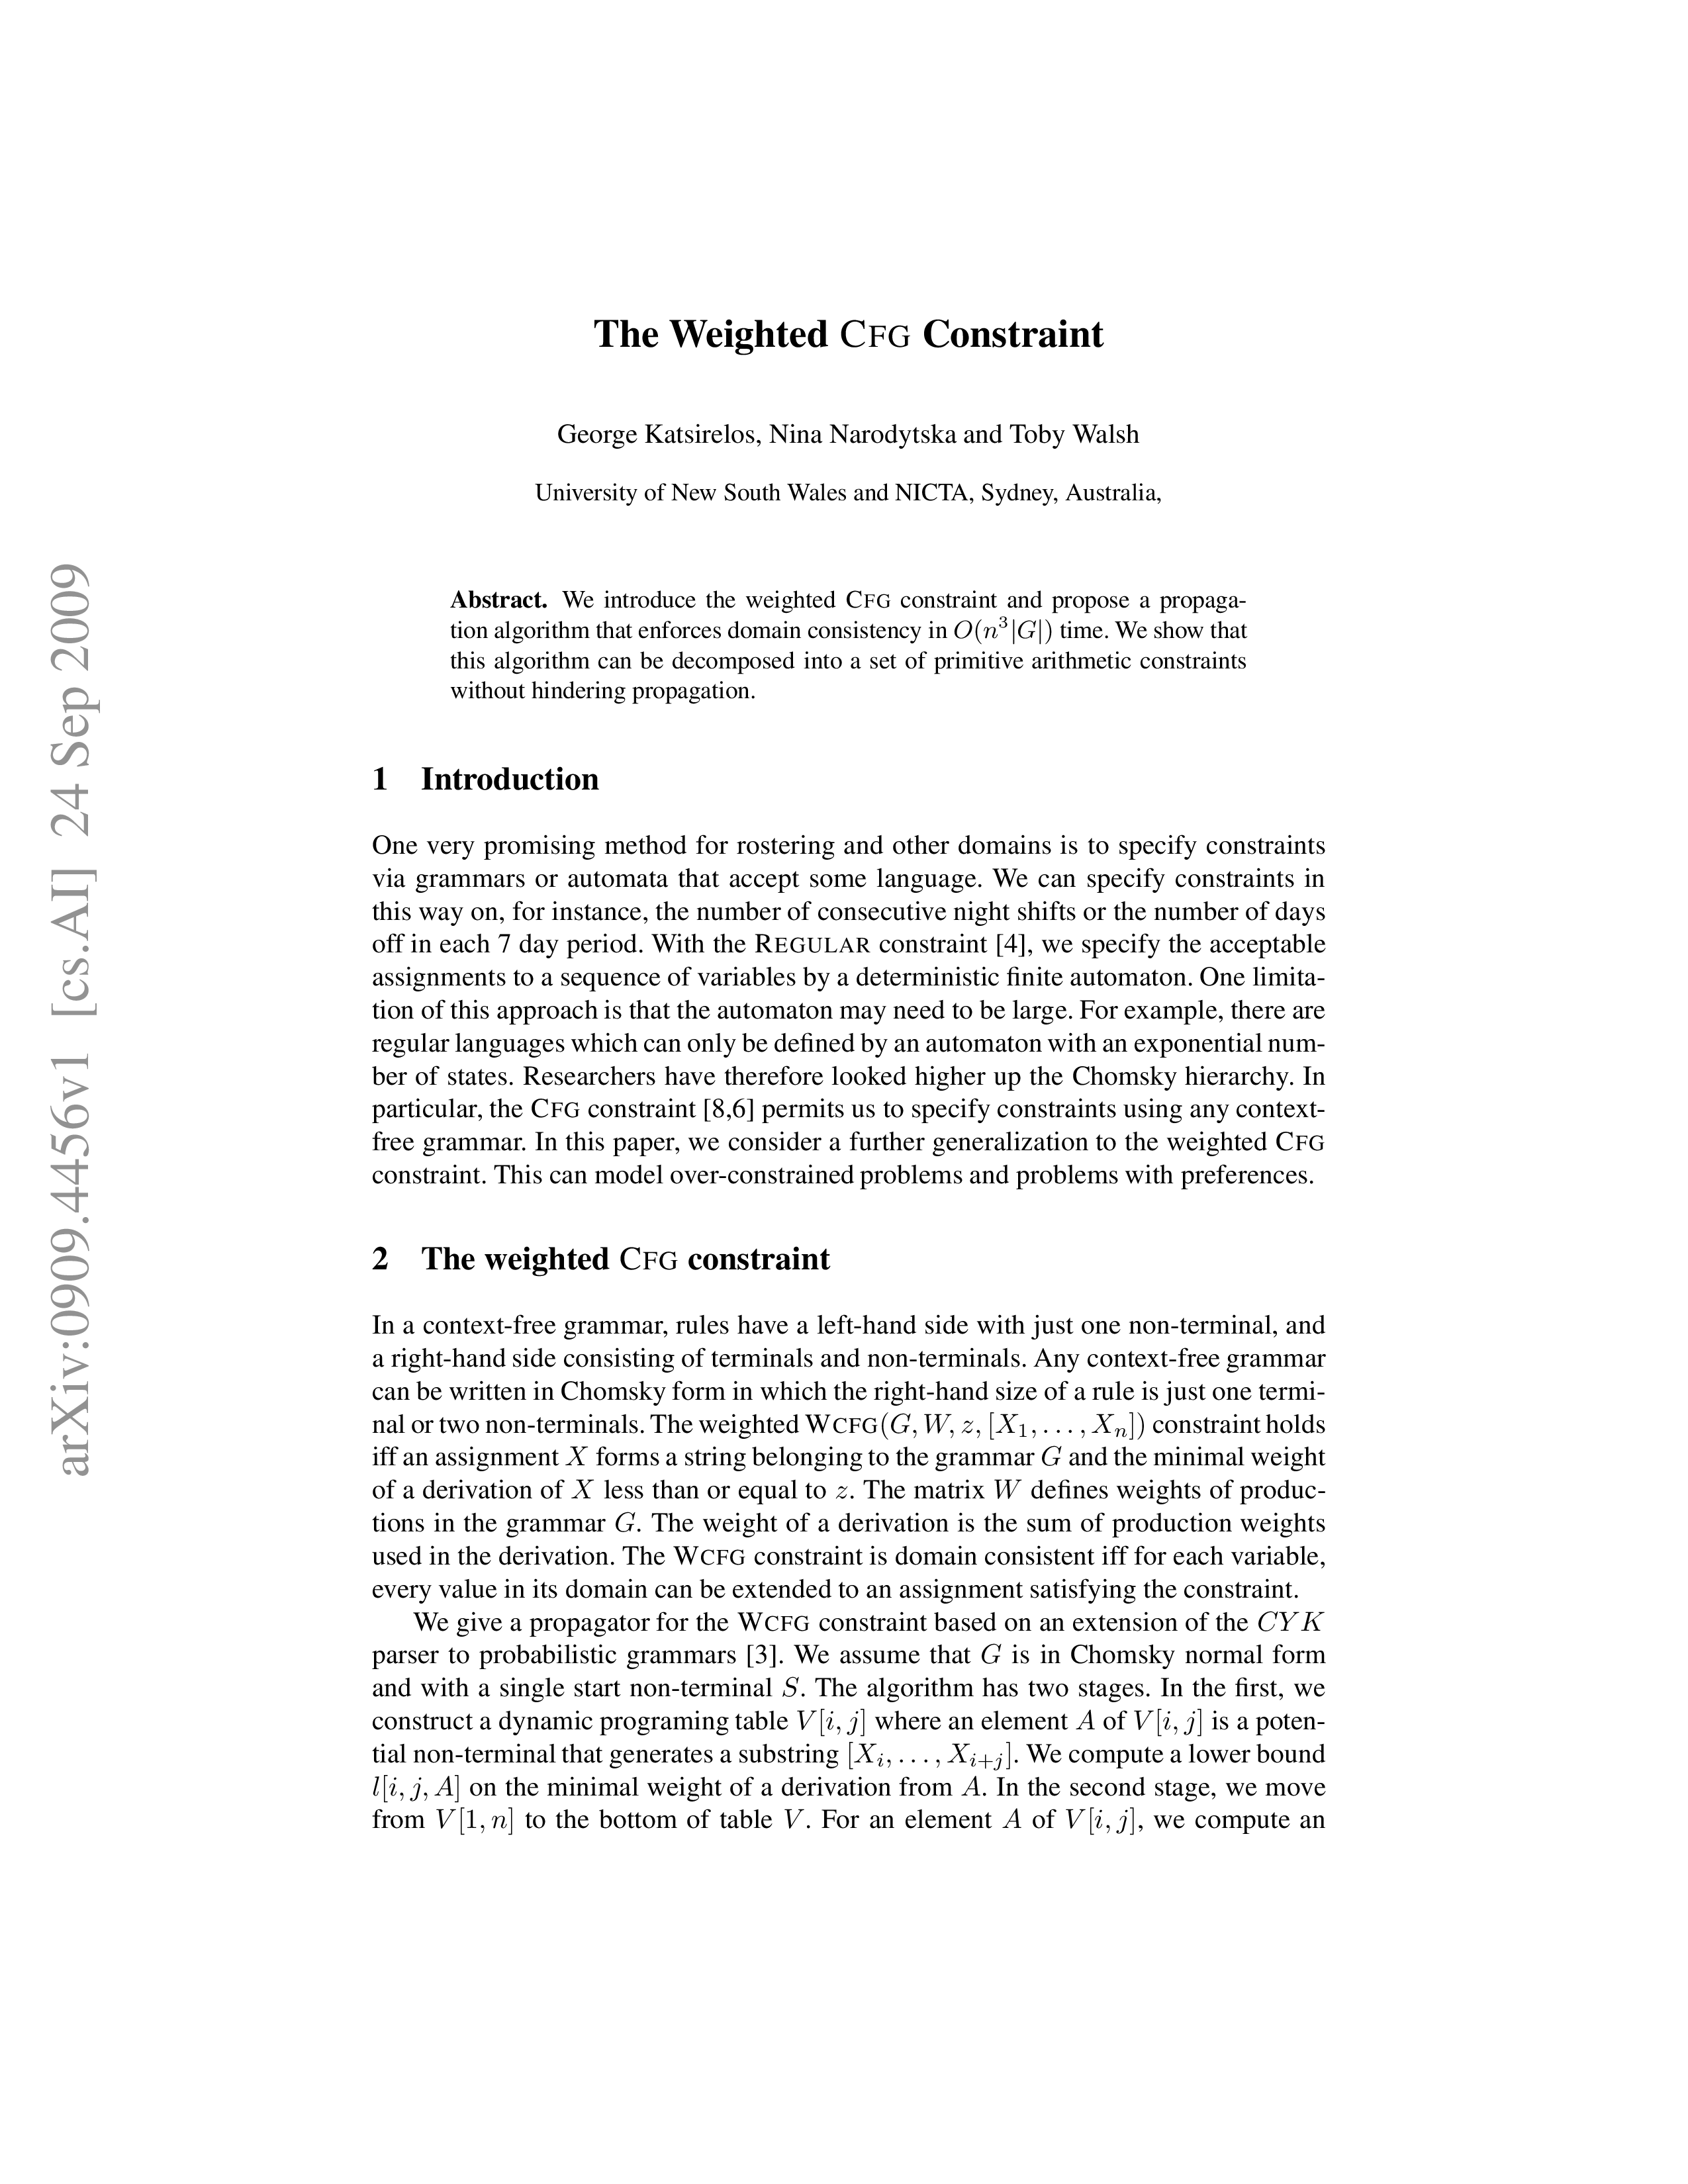 arXiv:0909.4456v1 [cs.AI] 24 Sep 2009
The Weighted CFG Constraint
George Katsirelos, Nina Narodytska and Toby Walsh
University of New South Wales and NICTA, Sydney, Australia,
Abstract. We introduce the weighted CFG constraint and propose a propaga-
tion algorithm that enforces domain consistency in O(n³|G|) time. We show that
this algorithm can be decomposed into a set of primitive arithmetic constraints
without hindering propagation.
1 Introduction
One very promising method for rostering and other domains is to specify constraints
via grammars or automata that accept some language. We can specify constraints in
this way on, for instance, the number of consecutive night shifts or the number of days
off in each 7 day period. With the REGULAR constraint [4], we specify the acceptable
assignments to a sequence of variables by a deterministic finite automaton. One limita-
tion of this approach is that the automaton may need to be large. For example, there are
regular languages which can only be defined by an automaton with an exponential num-
ber of states. Researchers have therefore looked higher up the Chomsky hierarchy. In
particular, the CFG constraint [8,6] permits us to specify constraints using any context-
free grammar. In this paper, we consider a further generalization to the weighted CFG
constraint. This can model over-constrained problems and problems with preferences.
2 The weighted CFG constraint
In a context-free grammar, rules have a left-hand side with just one non-terminal, and
a right-hand side consisting of terminals and non-terminals. Any context-free grammar
can be written in Chomsky form in which the right-hand size of a rule is just one termi-
nal or two non-terminals. The weighted WCFG(G, W, z, [X₁, . . . , Xₙ]) constraint holds
iff an assignment X forms a string belonging to the grammar G and the minimal weight
of a derivation of X less than or equal to z. The matrix W defines weights of produc-
tions in the grammar G. The weight of a derivation is the sum of production weights
used in the derivation. The WCFG constraint is domain consistent iff for each variable,
every value in its domain can be extended to an assignment satisfying the constraint.
We give a propagator for the WCFG constraint based on an extension of the CYK
parser to probabilistic grammars [3]. We assume that G is in Chomsky normal form
and with a single start non-terminal S. The algorithm has two stages. In the first, we
construct a dynamic programing table V[i, j] where an element A of V[i, j] is a poten-
tial non-terminal that generates a substring [Xᵢ, . . . , Xᵢ₊ⱼ]. We compute a lower bound
l[i, j, A] on the minimal weight of a derivation from A. In the second stage, we move
from V[1, n] to the bottom of table V. For an element A of V[i, j], we compute an